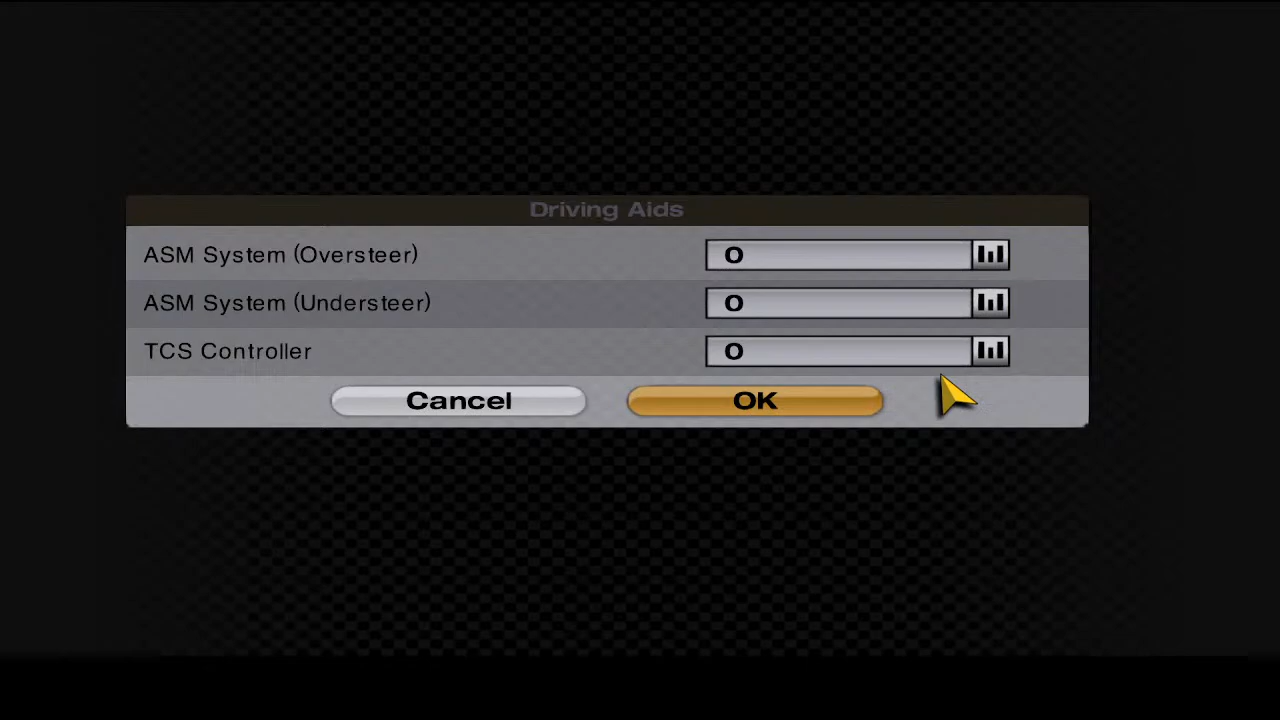 Driving Aids
ASM System (Oversteer) 0
ASM System (Understeer) 0
TCS Controller 0
Cancel OK